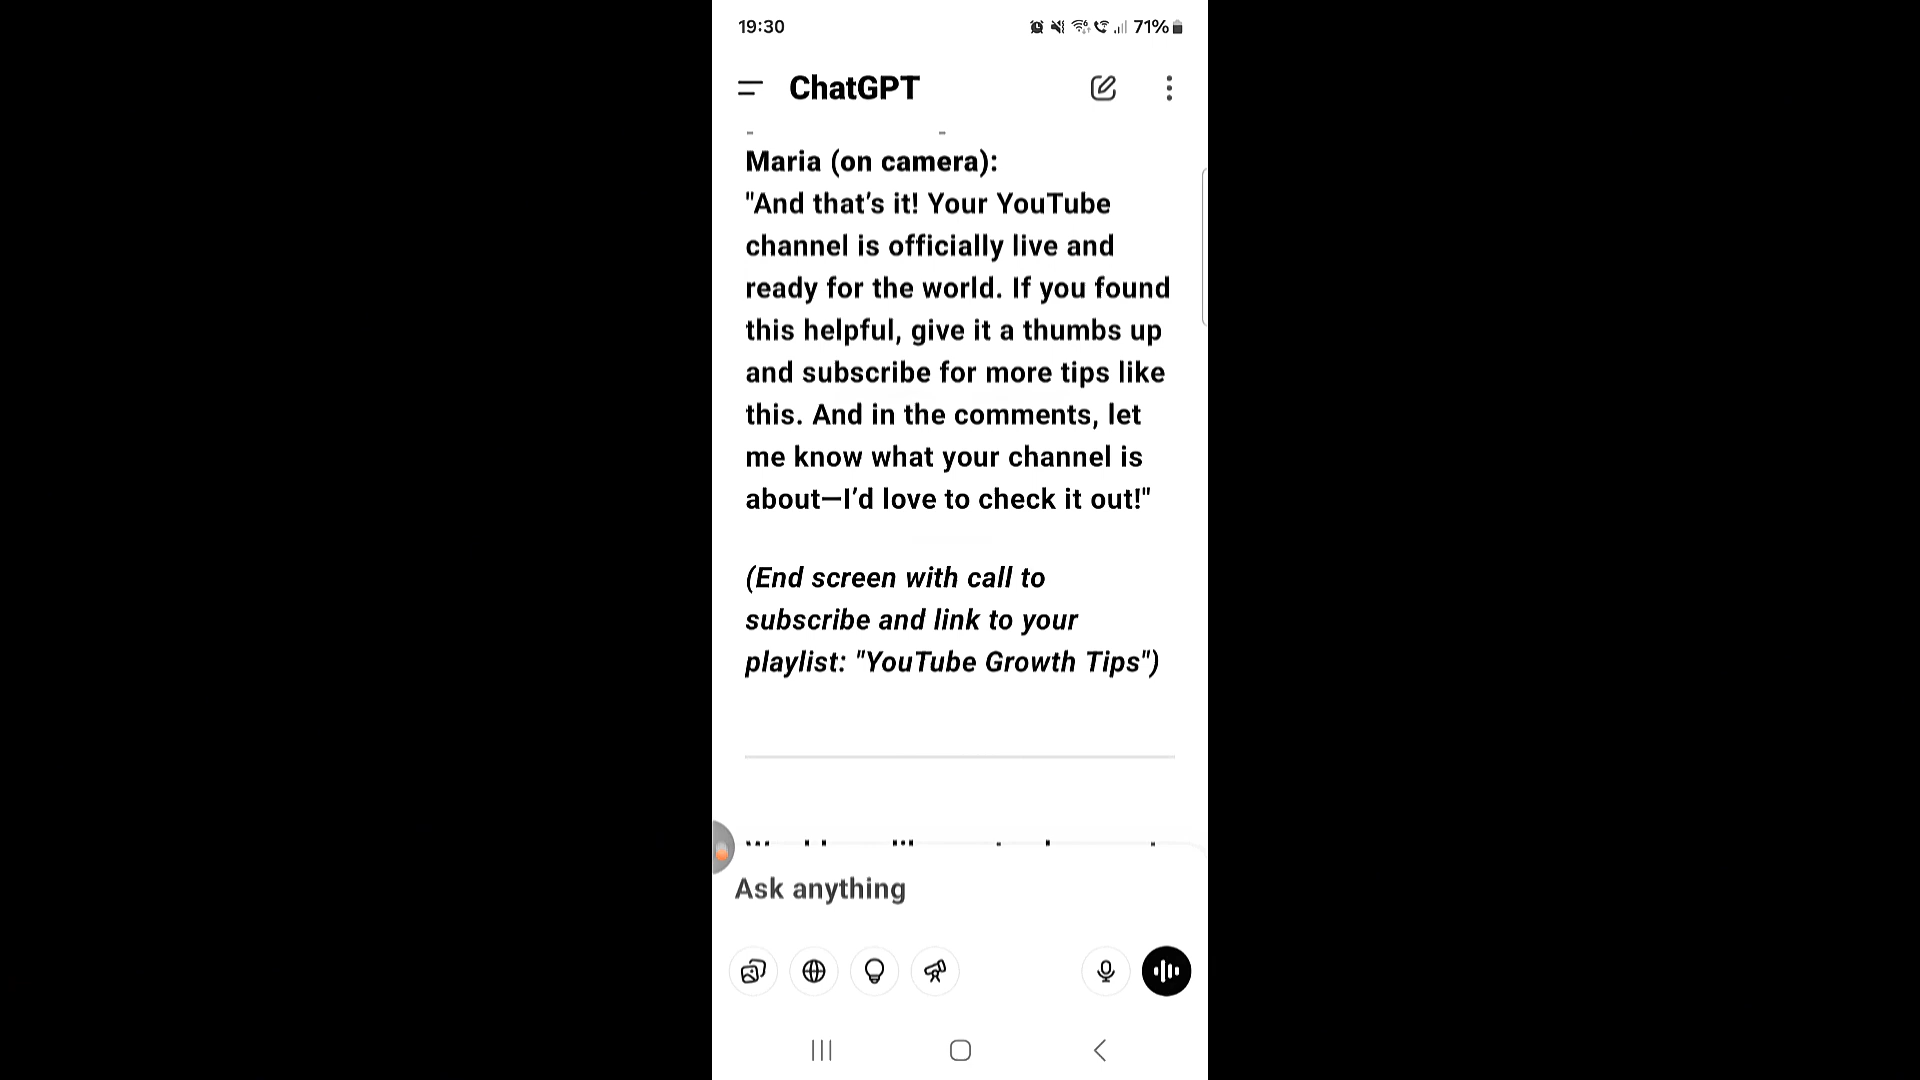 19:30
71%
ChatGPT
Maria (on camera):
"And that’s it! Your YouTube
channel is officially live and
ready for the world. If you found
this helpful, give it a thumbs up
and subscribe for more tips like
this. And in the comments, let
me know what your channel is
about—I’d love to check it out!"
(End screen with call to
subscribe and link to your
playlist: "YouTube Growth Tips")
Ask anything